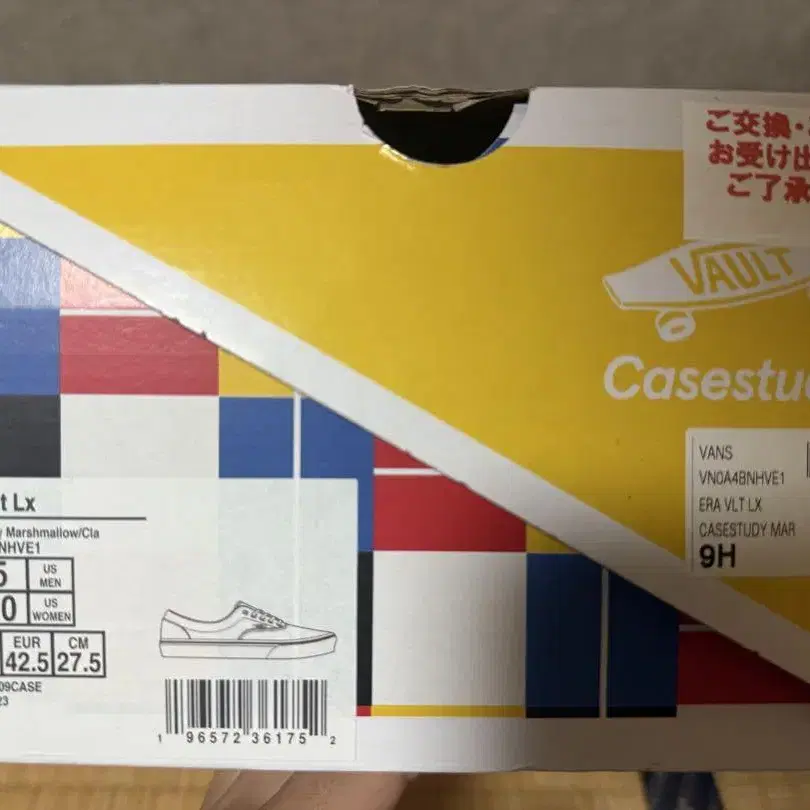 ご交換・
お受け出
ご了承
VAULT
Casestu
VANS
VN0A4BNHVE1
ERA VLT LX
CASESTUDY MAR
9H
t Lx
Marshmallow/Cla
NHVE1
5 US MEN
0 US WOMEN
EUR 42.5 CM 27.5
09CASE
23
1 96572 36175 2